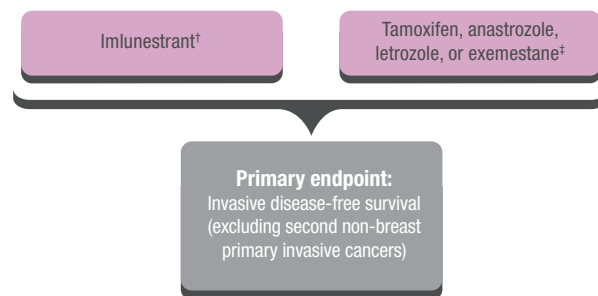 Imlunestrant†
Tamoxifen, anastrozole,
letrozole, or exemestane‡
Primary endpoint:
Invasive disease-free survival
(excluding second non-breast
primary invasive cancers)